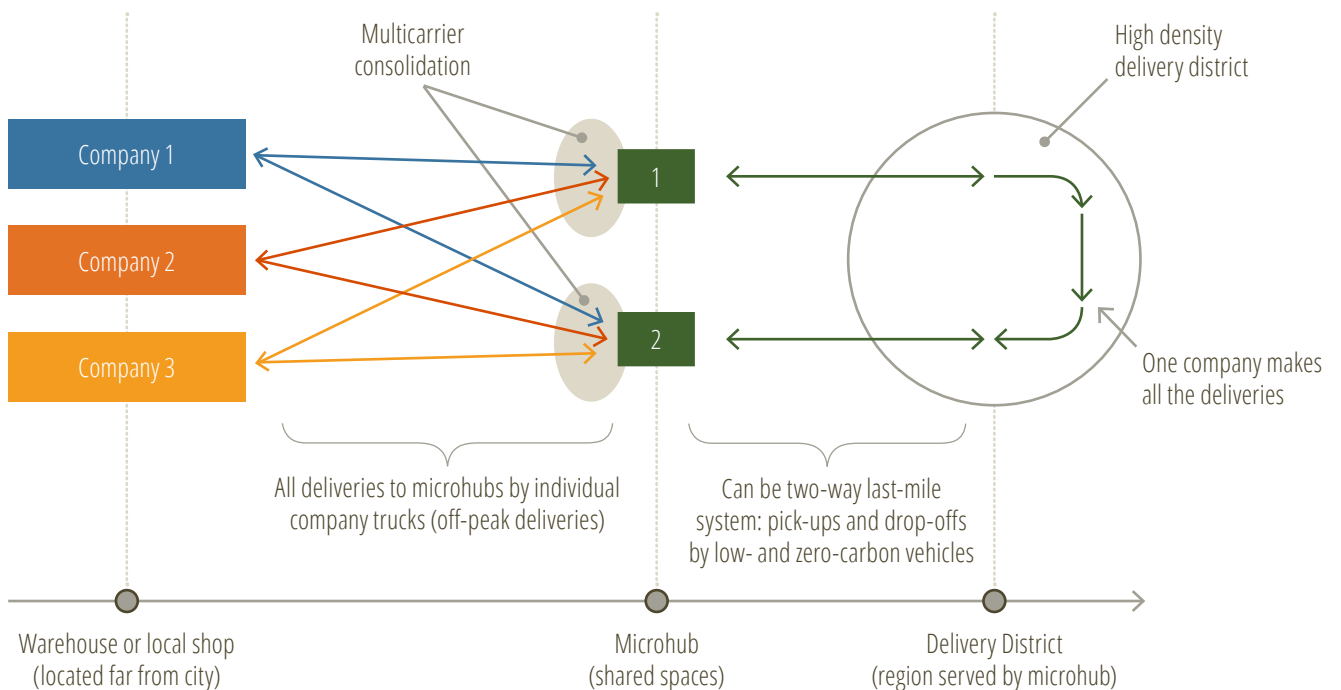 Multicarrier
consolidation
High density
delivery district
Company 1
Company 2
Company 3
1
2
One company makes
all the deliveries
All deliveries to microhubs by individual
company trucks (off-peak deliveries)
Can be two-way last-mile
system: pick-ups and drop-offs
by low- and zero-carbon vehicles
Warehouse or local shop
(located far from city)
Microhub
(shared spaces)
Delivery District
(region served by microhub)